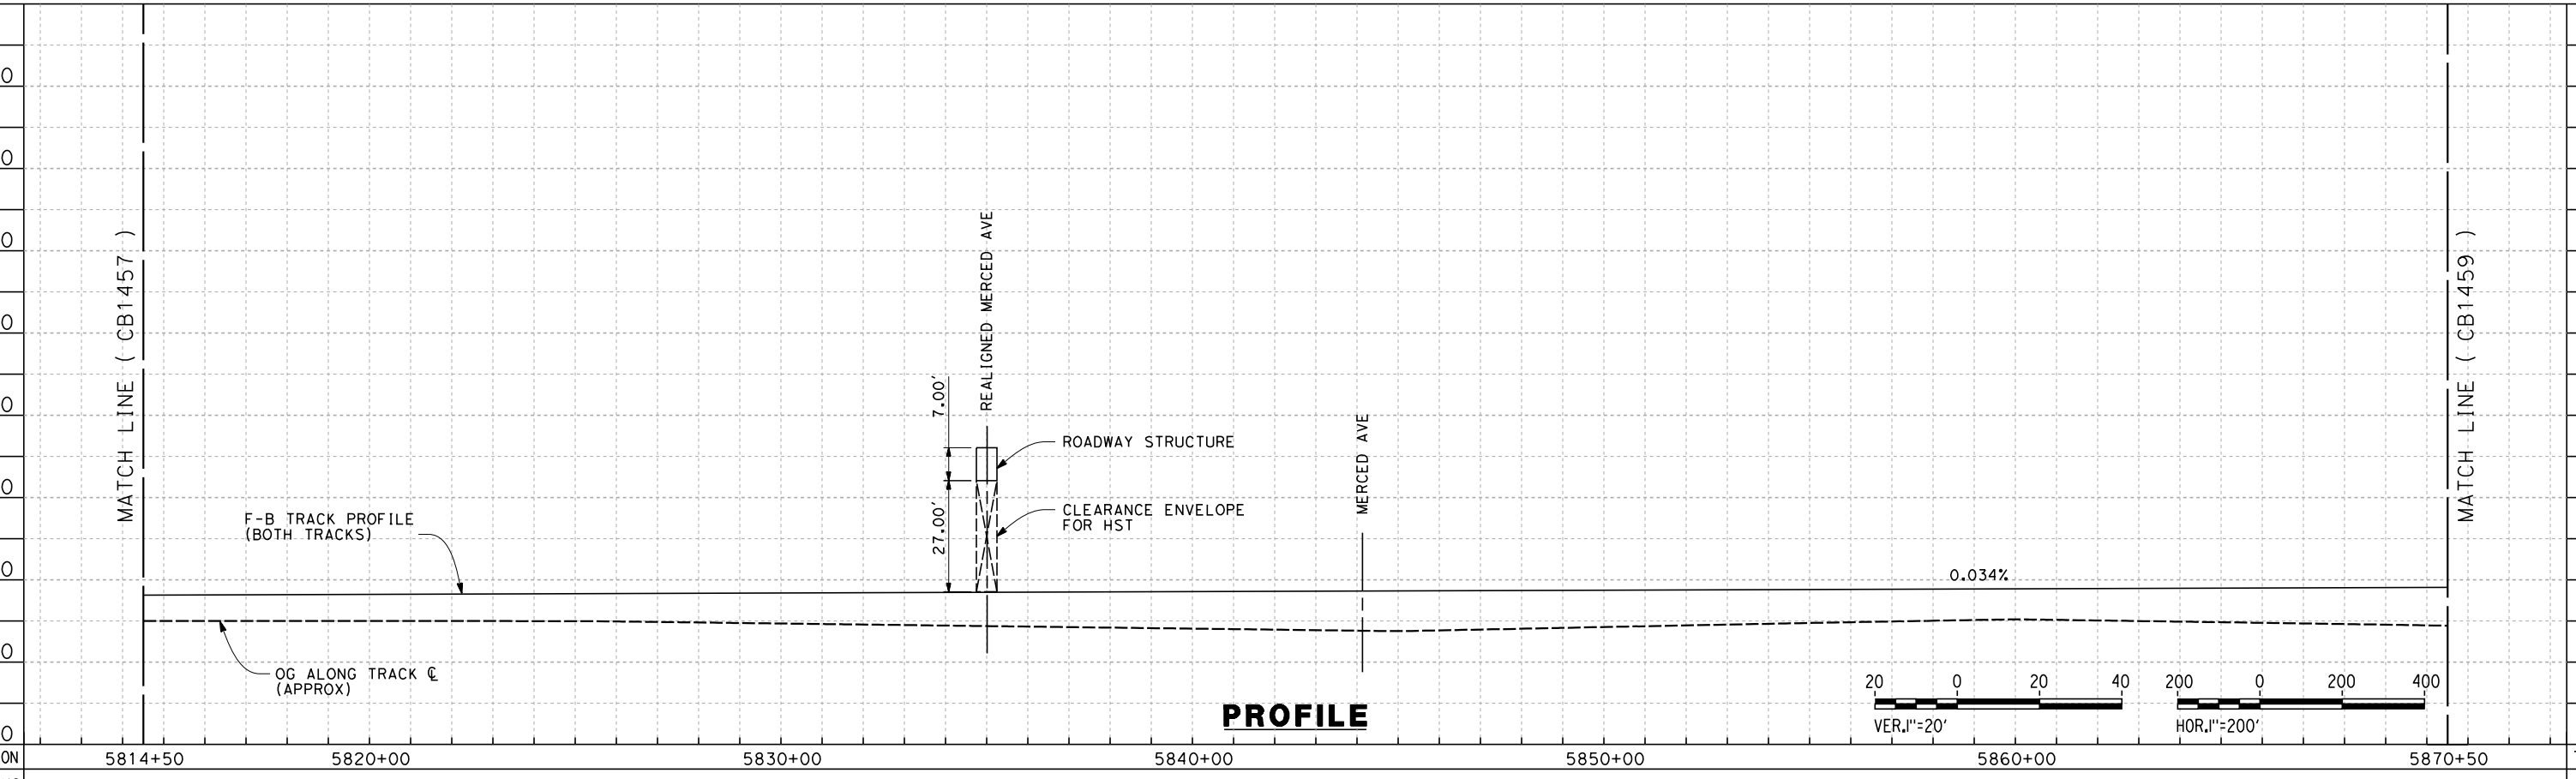 MATCH LINE ( CB1457 )
REALIGNED MERCED AVE
MATCH LINE ( CB1459 )
7.00'
ROADWAY STRUCTURE
MERCED AVE
27.00'
CLEARANCE ENVELOPE
FOR HST
F-B TRACK PROFILE
(BOTH TRACKS)
0.034%
OG ALONG TRACK ℄
(APPROX)
PROFILE
20 0 20 40
VER.1"=20'
200 0 200 400
HOR.1"=200'
5814+50 5820+00 5830+00 5840+00 5850+00 5860+00 5870+50